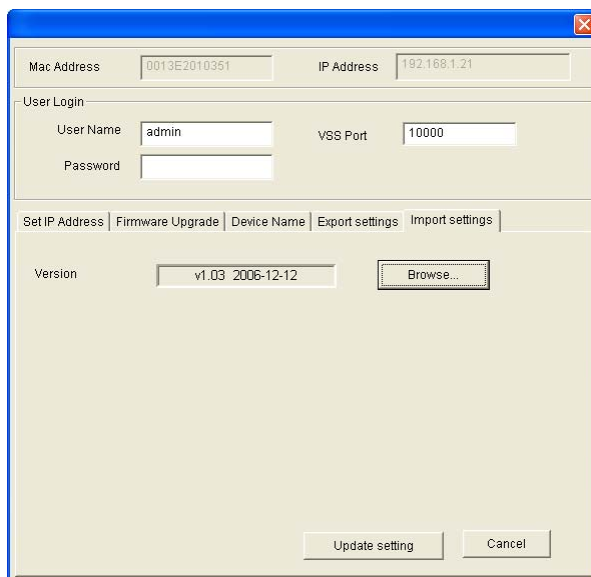 Mac Address 0013E2010351 IP Address 192.168.1.21
User Login
User Name admin VSS Port 10000
Password
Set IP Address Firmware Upgrade Device Name Export settings Import settings
Version v1.03 2006-12-12 Browse...
Update setting Cancel